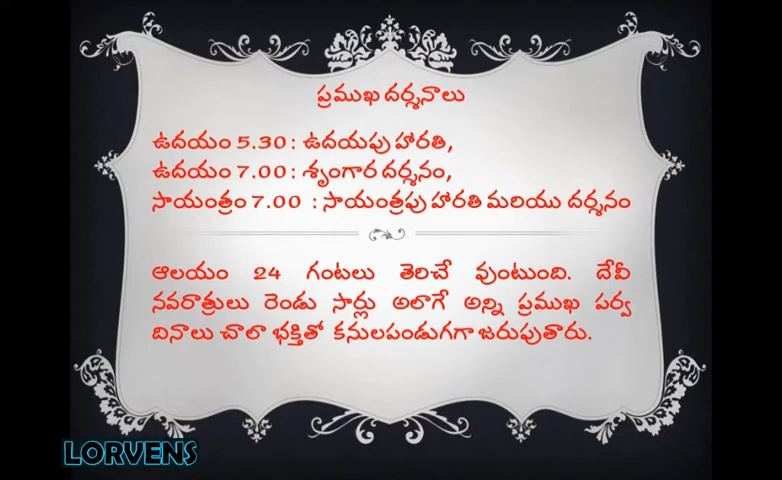 ప్రముఖ దర్శనాలు
ఉదయం 5.30 : ఉదయపు హారతి,
ఉదయం 7.00 : శృంగార దర్శనం,
సాయంత్రం 7.00 : సాయంత్రపు హారతి మరియు దర్శనం
ఆలయం 24 గంటలు తెరిచే వుంటుంది. దేవీ
నవరాత్రులు రెండు సార్లు అలాగే అన్ని ప్రముఖ పర్వ
దినాలు చాలా భక్తితో కనులపండుగగా జరుపుతారు.
LORVENS